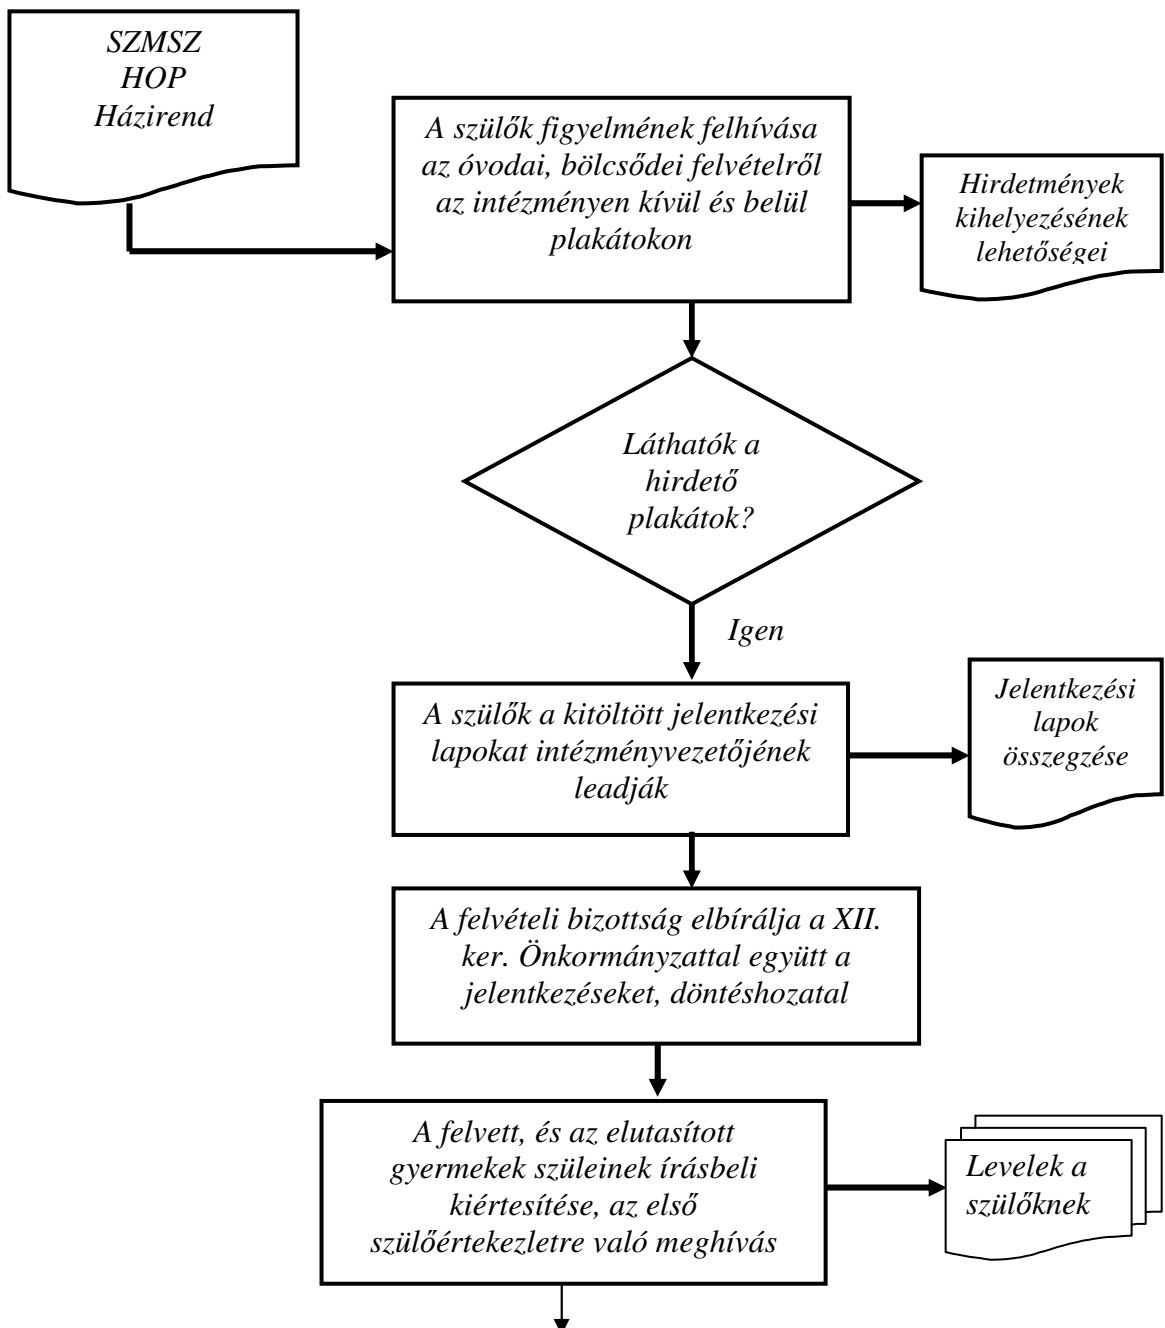 SZMSZ
HOP
Házirend
A szülők figyelmének felhívása
az óvodai, bölcsődei felvételről
az intézményen kívül és belül
plakátokon
Hirdetmények
kihelyezésének
lehetőségei
Láthatók a
hirdető
plakátok?
Igen
A szülők a kitöltött jelentkezési
lapokat intézményvezetőjének
leadják
Jelentkezési
lapok
összegzése
A felvételi bizottság elbírálja a XII.
ker. Önkormányzattal együtt a
jelentkezéseket, döntéshozatal
A felvett, és az elutasított
gyermekek szüleinek írásbeli
kiértesítése, az első
szülőértekezletre való meghívás
Levelek a
szülőknek